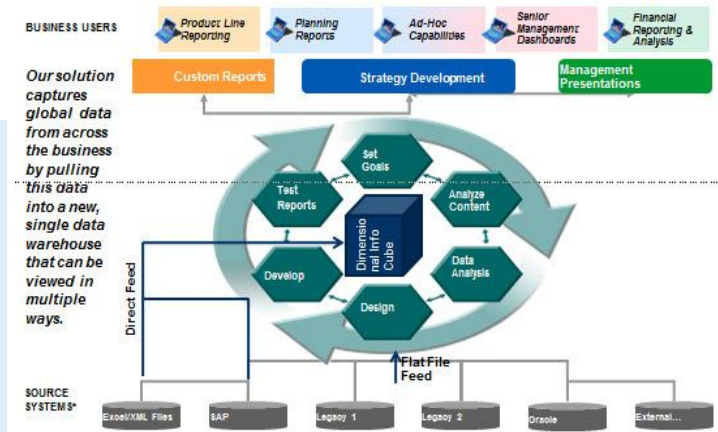 BUSINESS USERS
Product Line
Reporting
Planning
Reports
Ad-Hoc
Capabilities
Senior
Management
Dashboards
Financial
Reporting &
Analysis
Custom Reports
Strategy Development
Management
Presentations
Our solution
captures
global data
from across
the business
by pulling
this data
into a new,
single data
warehouse
that can be
viewed in
multiple
ways.
Set
Goals
Test
Reports
Analyze
Content
Dimensio
nal Info
Cube
Develop
Data
Analysis
Design
Direct Feed
Flat File
Feed
SOURCE
SYSTEMS*
Excel/XML Files
SAP
Legacy 1
Legacy 2
Oracle
External...